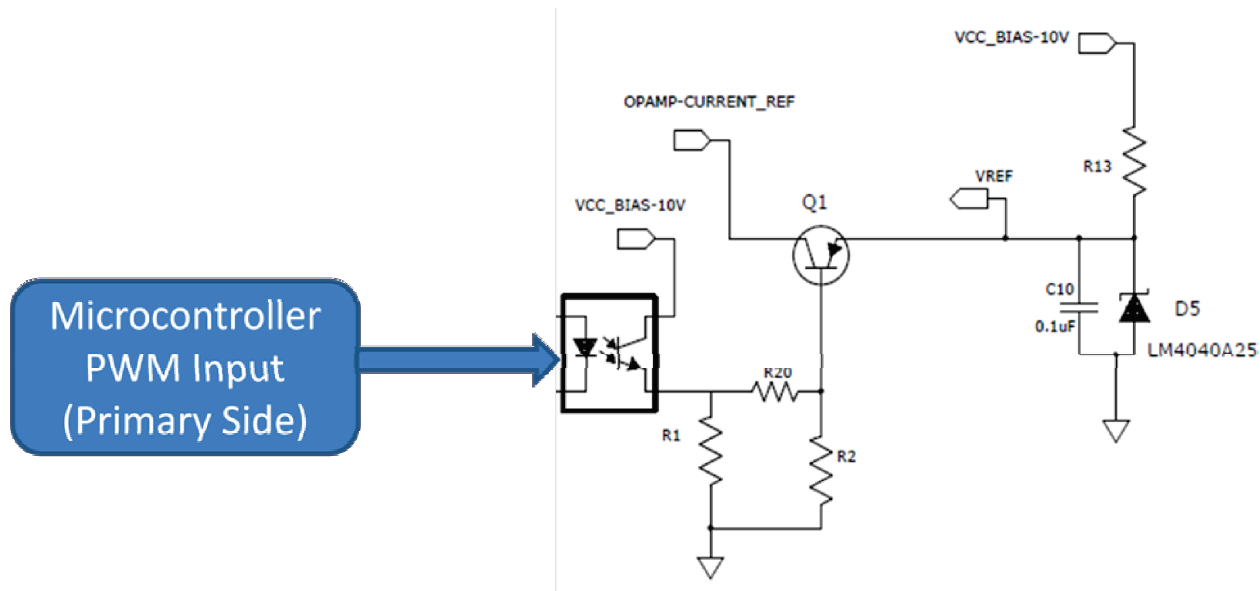 VCC_BIAS-10V
OPAMP-CURRENT_REF
R13
VREF
Q1
VCC_BIAS-10V
C10
0.1uF
D5
LM4040A25
Microcontroller
PWM Input
(Primary Side)
R20
R1
R2